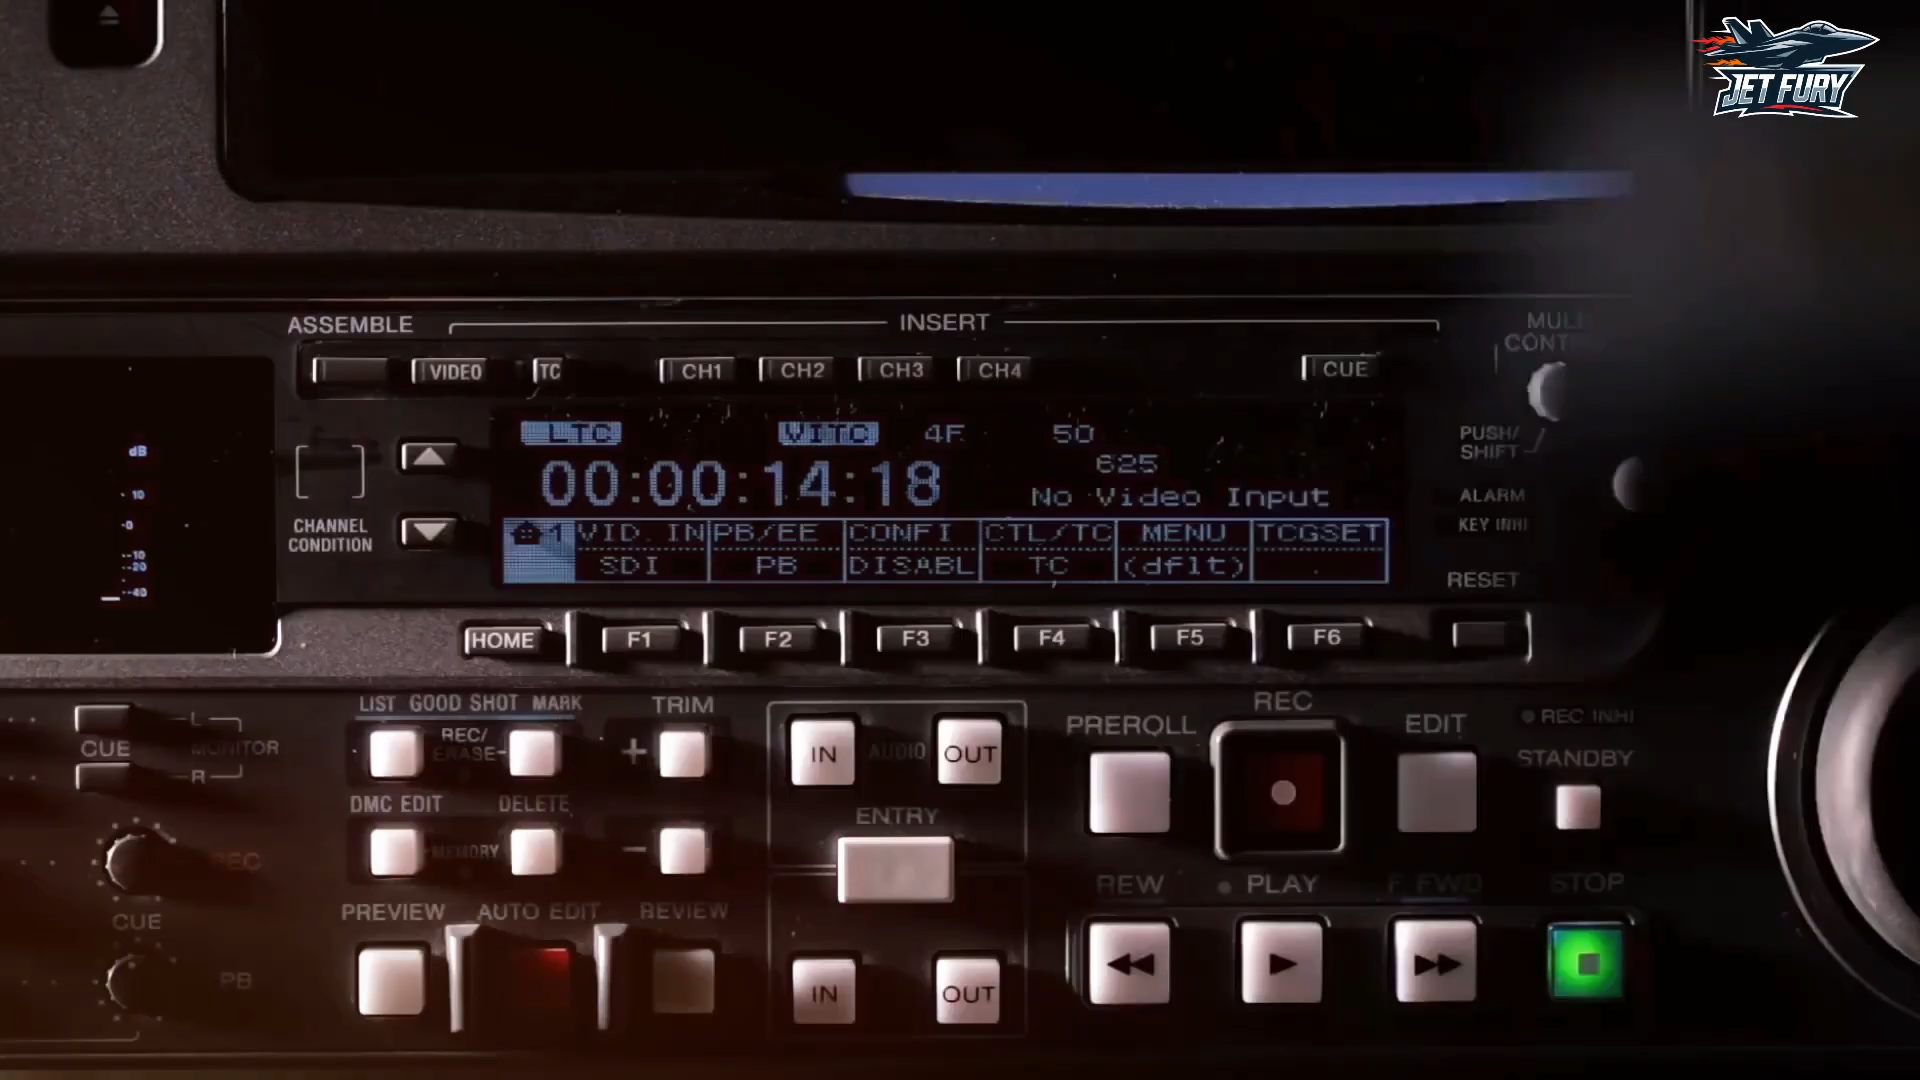 JET FURY
ASSEMBLE
INSERT
VIDEO
TC
CH1
CH2
CH3
CH4
CUE
LTC
VITC
4F
50
PUSH/
SHIFT
dB
00:00:14:18
625
No Video Input
10
ALARM
-0
CHANNEL
CONDITION
KEY INHI
VID. IN
PB/EE
CONFI
CTL/TC
MENU
TCGSET
--10
--20
SDI
PB
DISABL
TC
(dflt)
--40
RESET
HOME
F1
F2
F3
F4
F5
F6
LIST
GOOD SHOT
MARK
TRIM
REC
L
CUE
MONITOR
R
REC/
ERASE
+
IN
AUDIO
OUT
PREROLL
EDIT
REC INHI
STANDBY
DMC EDIT
DELETE
MEMORY
ENTRY
REC
CUE
PREVIEW
AUTO EDIT
REVIEW
REW
PLAY
F FWD
STOP
PB
IN
OUT